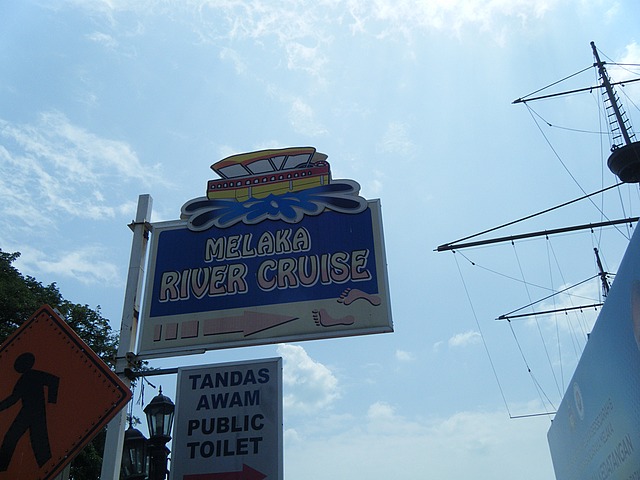 MELAKA
RIVER CRUISE
TANDAS
AWAM
PUBLIC
TOILET